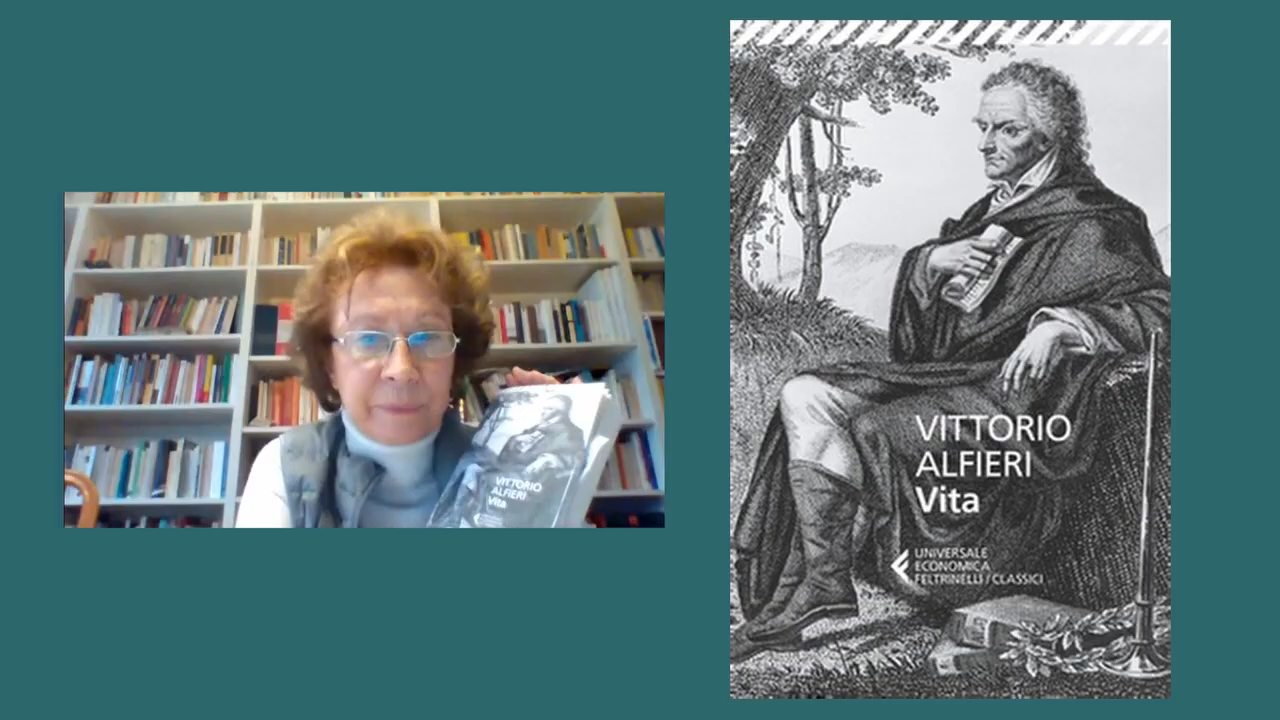 VITTORIO
ALFIERI
Vita
VITTORIO
ALFIERI
Vita
UNIVERSALE
ECONOMICA
FELTRINELLI / CLASSICI